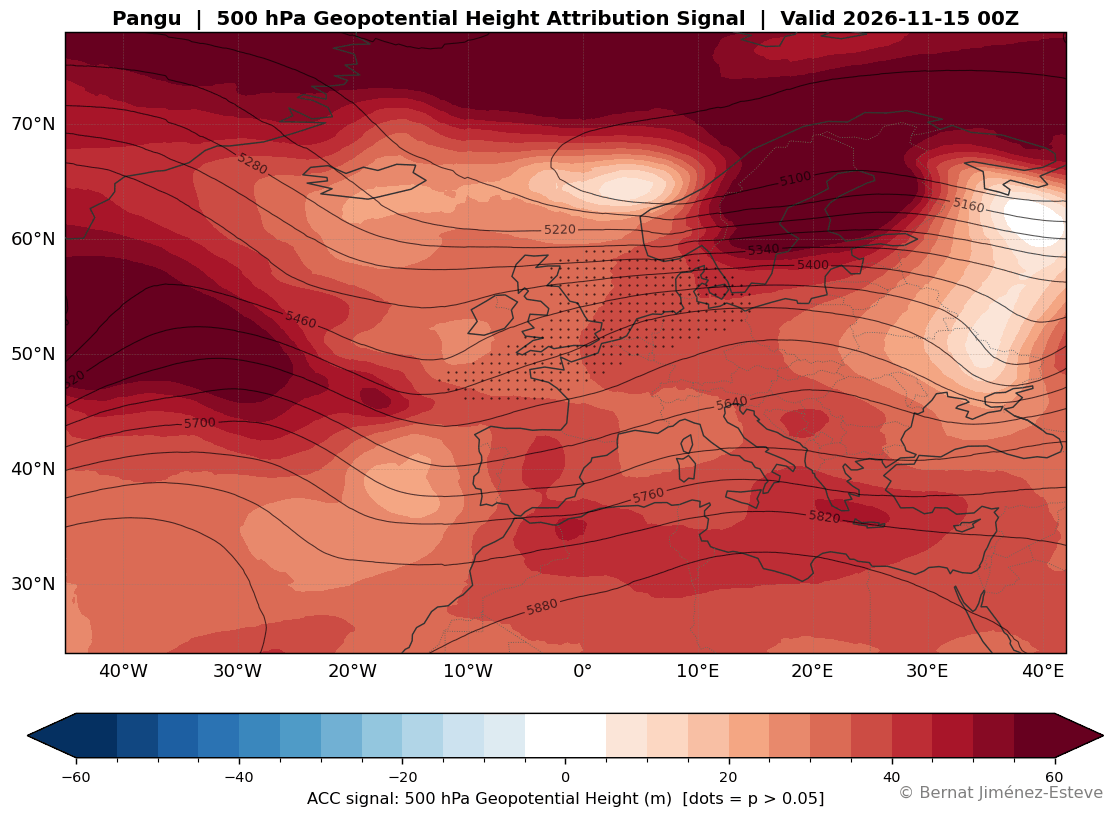 Pangu | 500 hPa Geopotential Height Attribution Signal | Valid 2026-11-15 00Z
70°N
60°N
50°N
40°N
30°N
5280
5100
5160
5220
5340
5400
5460
20
5700
5640
5760
5820
5880
40°W 30°W 20°W 10°W 0° 10°E 20°E 30°E 40°E
−60 −40 −20 0 20 40 60
ACC signal: 500 hPa Geopotential Height (m) [dots = p > 0.05]
© Bernat Jiménez-Esteve